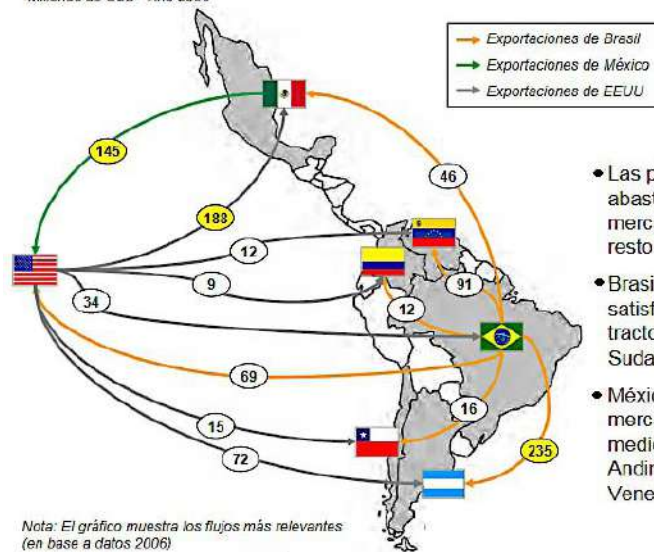 Exportaciones de Brasil
Exportaciones de México
Exportaciones de EEUU
145
188
46
12
91
9
12
34
69
16
15
235
72
• Las p
abast
merc
resto
• Brasi
satisf
tracto
Suda
• Méxic
merc
medi
Andin
Vene
Nota: El gráfico muestra los flujos más relevantes
(en base a datos 2006)